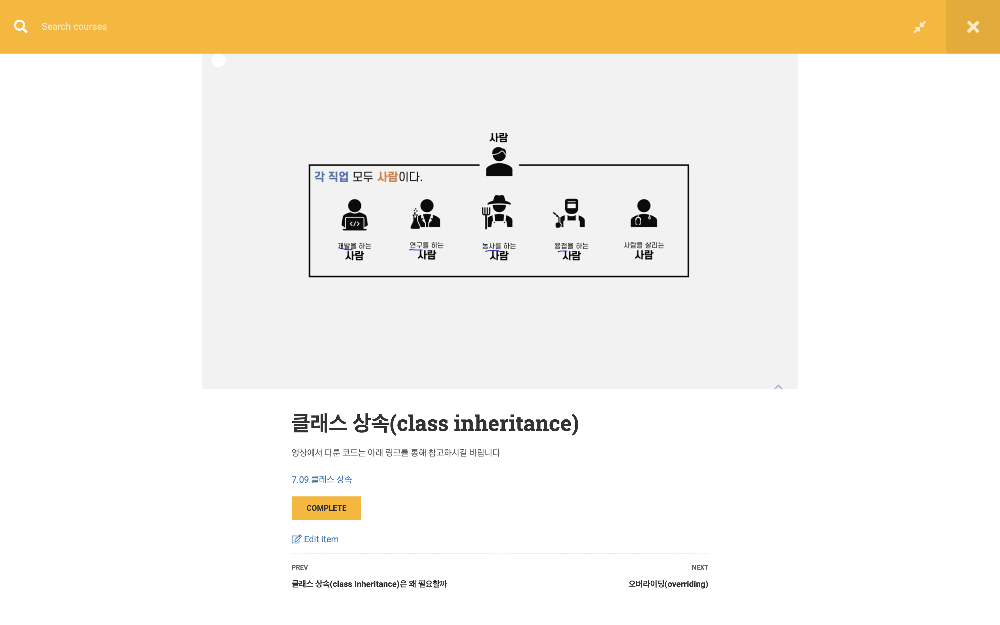 Search courses
사람
각 직업 모두 사람이다.
</>
개발을 하는
사람
연구를 하는
사람
농사를 하는
사람
용접을 하는
사람
사람을 살리는
사람
클래스 상속(class inheritance)
영상에서 다룬 코드는 아래 링크를 통해 참고하시길 바랍니다
7.09 클래스 상속
COMPLETE
Edit item
PREV
클래스 상속(class Inheritance)은 왜 필요할까
NEXT
오버라이딩(overriding)